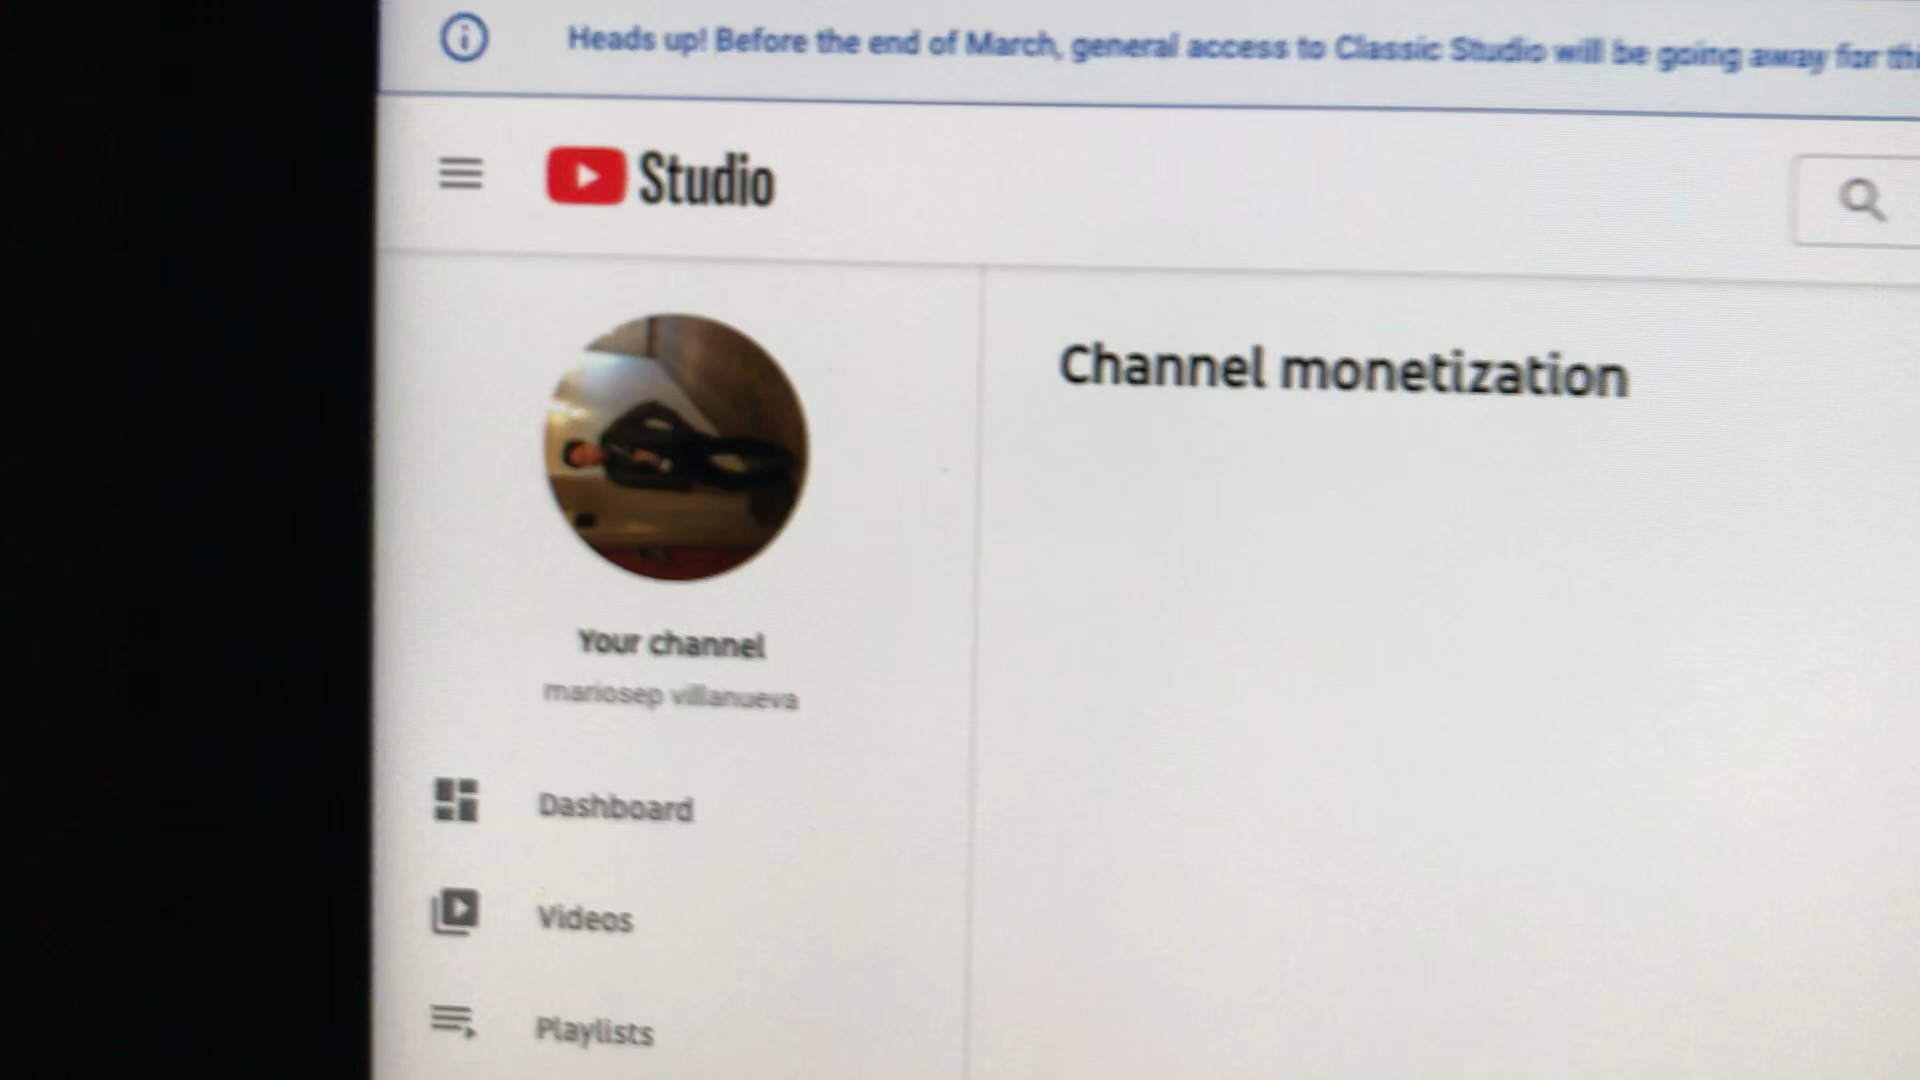 Heads up! Before the end of March, general access to Classic Studio will be going away for thi
Studio
Channel monetization
Your channel
mariosep villanueva
Dashboard
Videos
Playlists